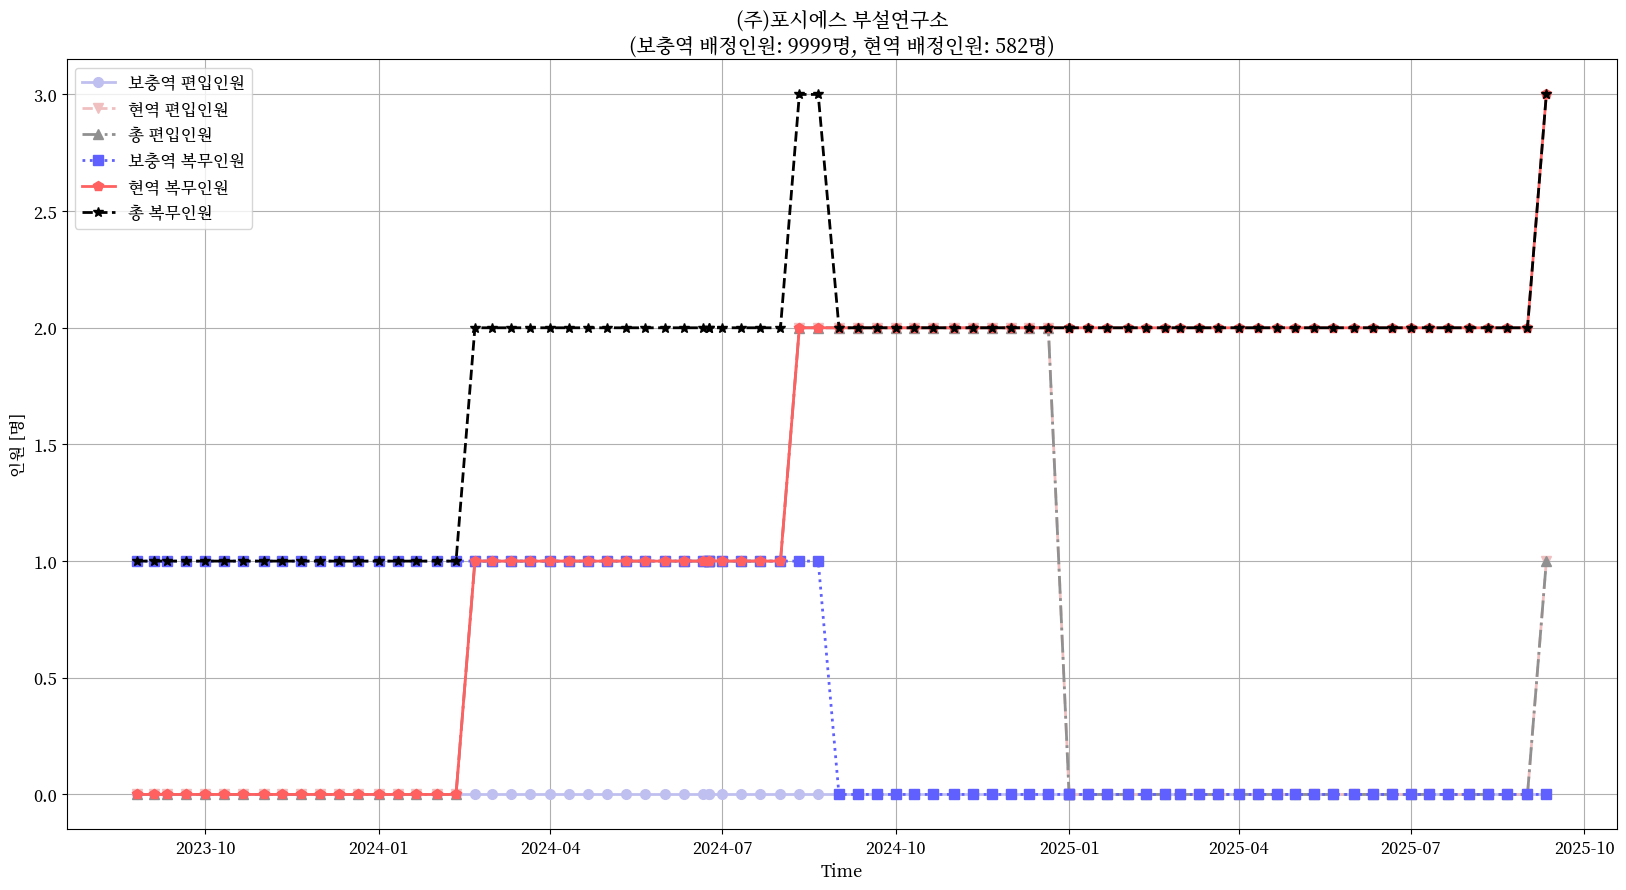 (주)포시에스 부설연구소
(보충역 배정인원: 9999명, 현역 배정인원: 582명)
보충역 편입인원
현역 편입인원
총 편입인원
보충역 복무인원
현역 복무인원
총 복무인원
인원 [명]
3.0
2.5
2.0
1.5
1.0
0.5
0.0
2023-10
2024-01
2024-04
2024-07
2024-10
2025-01
2025-04
2025-07
2025-10
Time